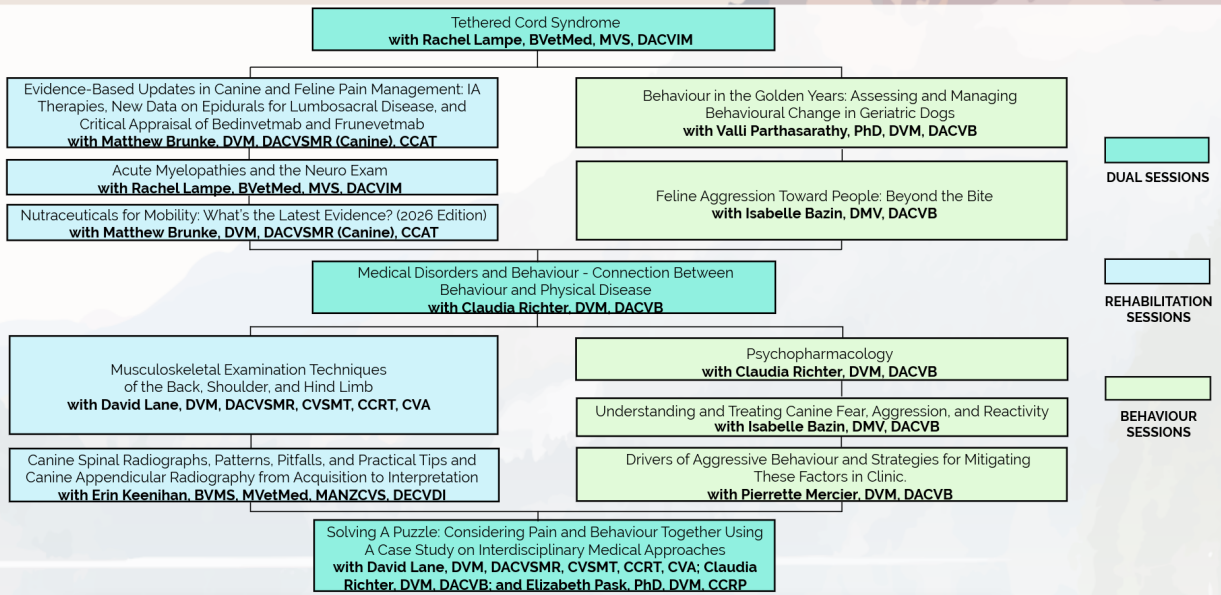 Tethered Cord Syndrome
with Rachel Lampe, BVetMed, MVS, DACVIM
Evidence-Based Updates in Canine and Feline Pain Management: IA
Therapies, New Data on Epidurals for Lumbosacral Disease, and
Critical Appraisal of Bedinvetmab and Frunevetmab
with Matthew Brunke, DVM, DACVSMR (Canine), CCAT
Acute Myelopathies and the Neuro Exam
with Rachel Lampe, BVetMed, MVS, DACVIM
Nutraceuticals for Mobility: What's the Latest Evidence? (2026 Edition)
with Matthew Brunke, DVM, DACVSMR (Canine), CCAT
Behaviour in the Golden Years: Assessing and Managing
Behavioural Change in Geriatric Dogs
with Valli Parthasarathy, PhD, DVM, DACVB
Feline Aggression Toward People: Beyond the Bite
with Isabelle Bazin, DMV, DACVB
Medical Disorders and Behaviour - Connection Between
Behaviour and Physical Disease
with Claudia Richter, DVM, DACVB
Musculoskeletal Examination Techniques
of the Back, Shoulder, and Hind Limb
with David Lane, DVM, DACVSMR, CVSMT, CCRT, CVA
Canine Spinal Radiographs, Patterns, Pitfalls, and Practical Tips and
Canine Appendicular Radiography from Acquisition to Interpretation
with Erin Keenihan, BVMS, MVetMed, MANZCVS, DECVDI
Psychopharmacology
with Claudia Richter, DVM, DACVB
Understanding and Treating Canine Fear, Aggression, and Reactivity
with Isabelle Bazin, DMV, DACVB
Drivers of Aggressive Behaviour and Strategies for Mitigating
These Factors in Clinic.
with Pierrette Mercier, DVM, DACVB
Solving A Puzzle: Considering Pain and Behaviour Together Using
A Case Study on Interdisciplinary Medical Approaches
with David Lane, DVM, DACVSMR, CVSMT, CCRT, CVA; Claudia
Richter, DVM, DACVB; and Elizabeth Pask, PhD, DVM, CCRP
DUAL SESSIONS
REHABILITATION
SESSIONS
BEHAVIOUR
SESSIONS